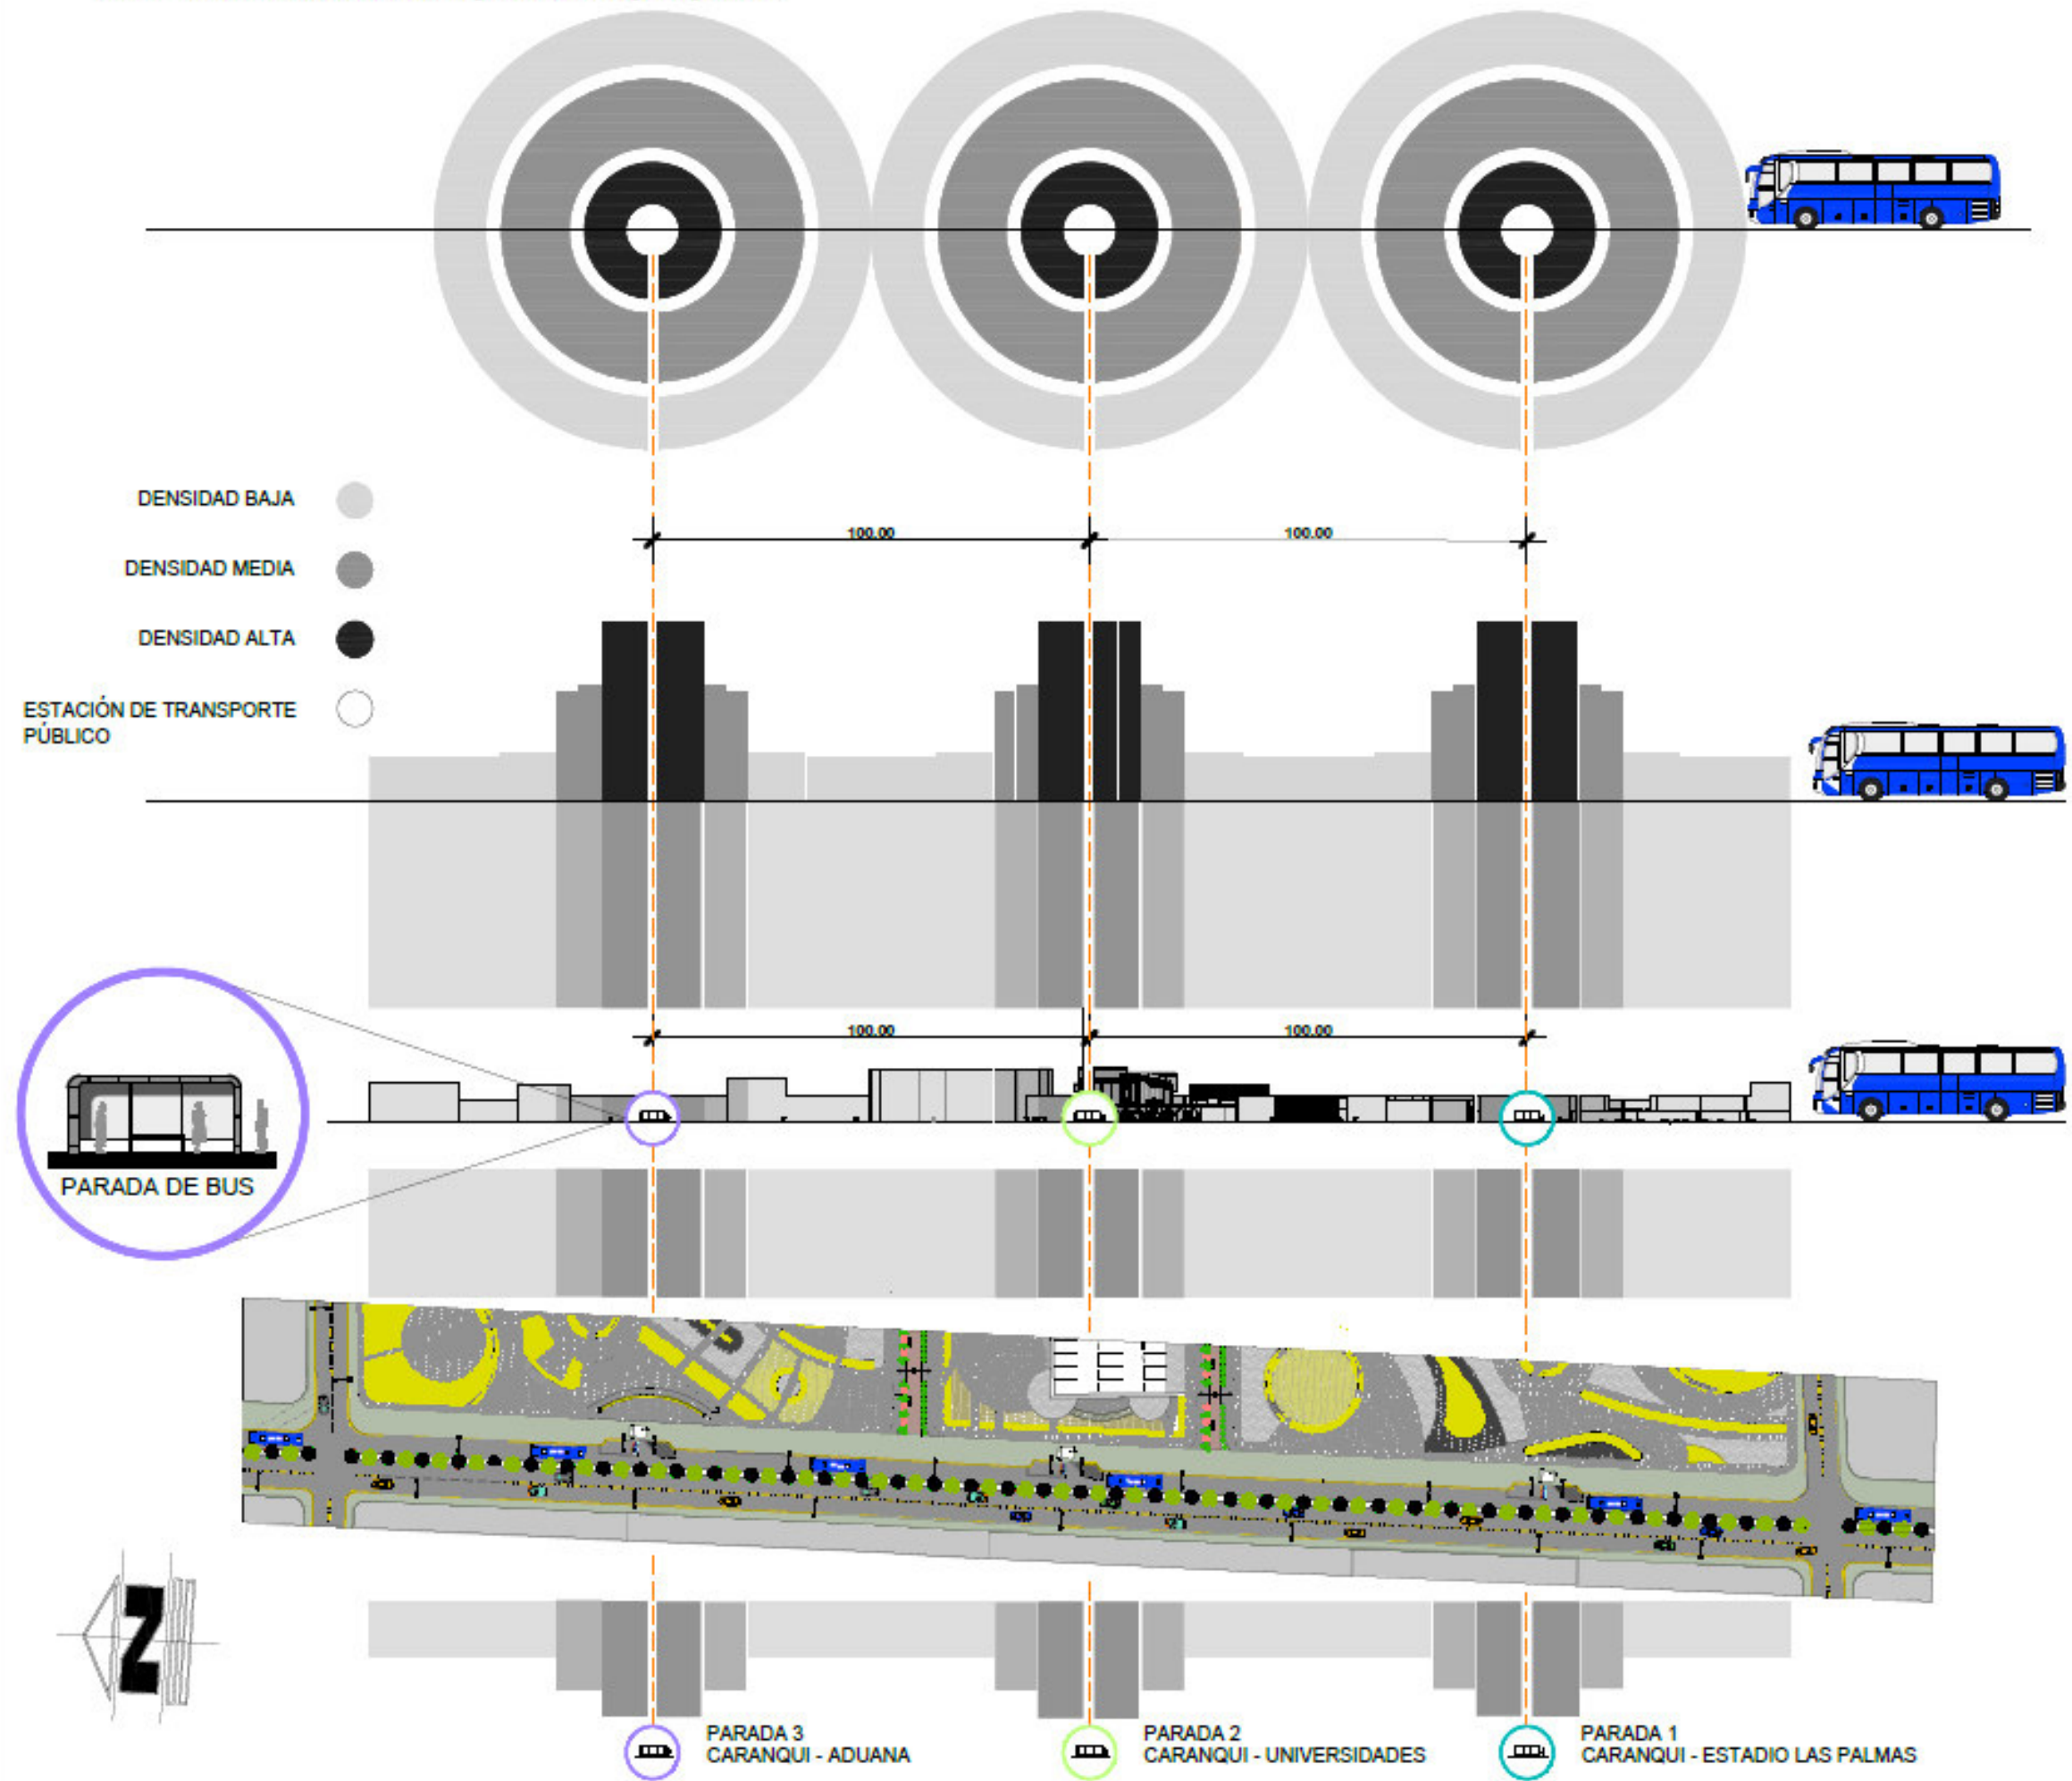 DENSIDAD BAJA
100.00
100.00
DENSIDAD MEDIA
DENSIDAD ALTA
ESTACIÓN DE TRANSPORTE
PÚBLICO
100.00
100.00
PARADA DE BUS
N
PARADA 3
CARANQUI - ADUANA
PARADA 2
CARANQUI - UNIVERSIDADES
PARADA 1
CARANQUI - ESTADIO LAS PALMAS